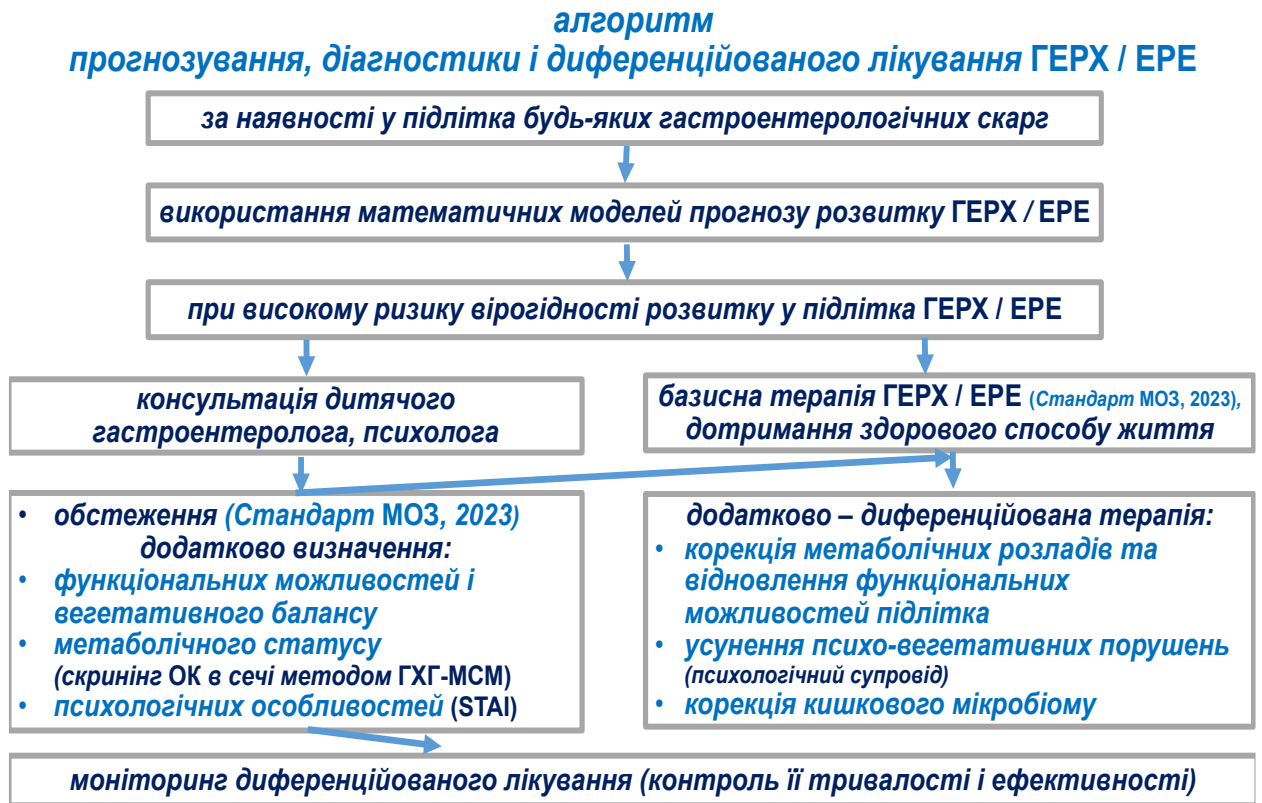 алгоритм
прогнозування, діагностики і диференційованого лікування ГЕРХ / ЕРЕ
за наявності у підлітка будь-яких гастроентерологічних скарг
використання математичних моделей прогнозу розвитку ГЕРХ / ЕРЕ
при високому ризику вірогідності розвитку у підлітка ГЕРХ / ЕРЕ
консультація дитячого
гастроентеролога, психолога
базисна терапія ГЕРХ / ЕРЕ (Стандарт МОЗ, 2023),
дотримання здорового способу життя
• обстеження (Стандарт МОЗ, 2023)
додатково визначення:
• функціональних можливостей і
вегетативного балансу
• метаболічного статусу
(скринінг ОК в сечі методом ГХГ-МСМ)
• психологічних особливостей (STAI)
додатково – диференційована терапія:
• корекція метаболічних розладів та
відновлення функціональних
можливостей підлітка
• усунення психо-вегетативних порушень
(психологічний супровід)
• корекція кишкового мікробіому
моніторинг диференційованого лікування (контроль її тривалості і ефективності)